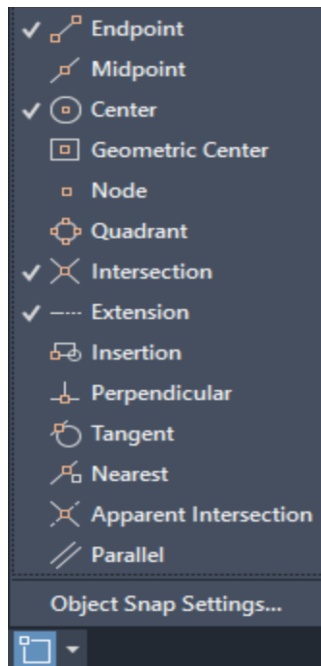 Endpoint
Midpoint
Center
Geometric Center
Node
Quadrant
Intersection
Extension
Insertion
Perpendicular
Tangent
Nearest
Apparent Intersection
Parallel
Object Snap Settings...